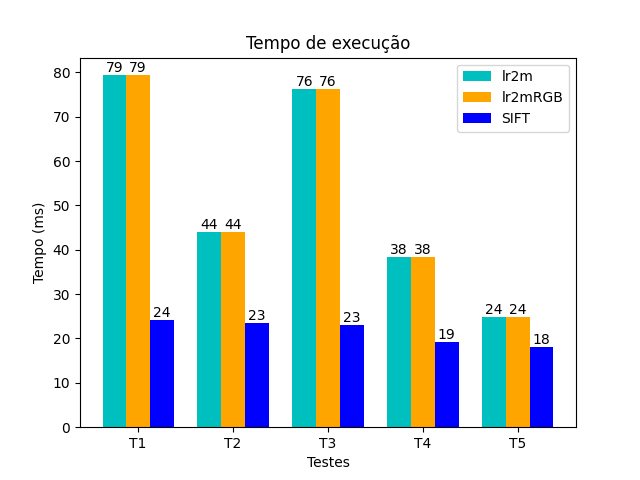 Tempo de execução
lr2m
lr2mRGB
SIFT
80
70
60
50
40
30
20
10
0
Tempo (ms)
79 79 24
44 44 23
76 76 23
38 38 19
24 24 18
T1 T2 T3 T4 T5
Testes